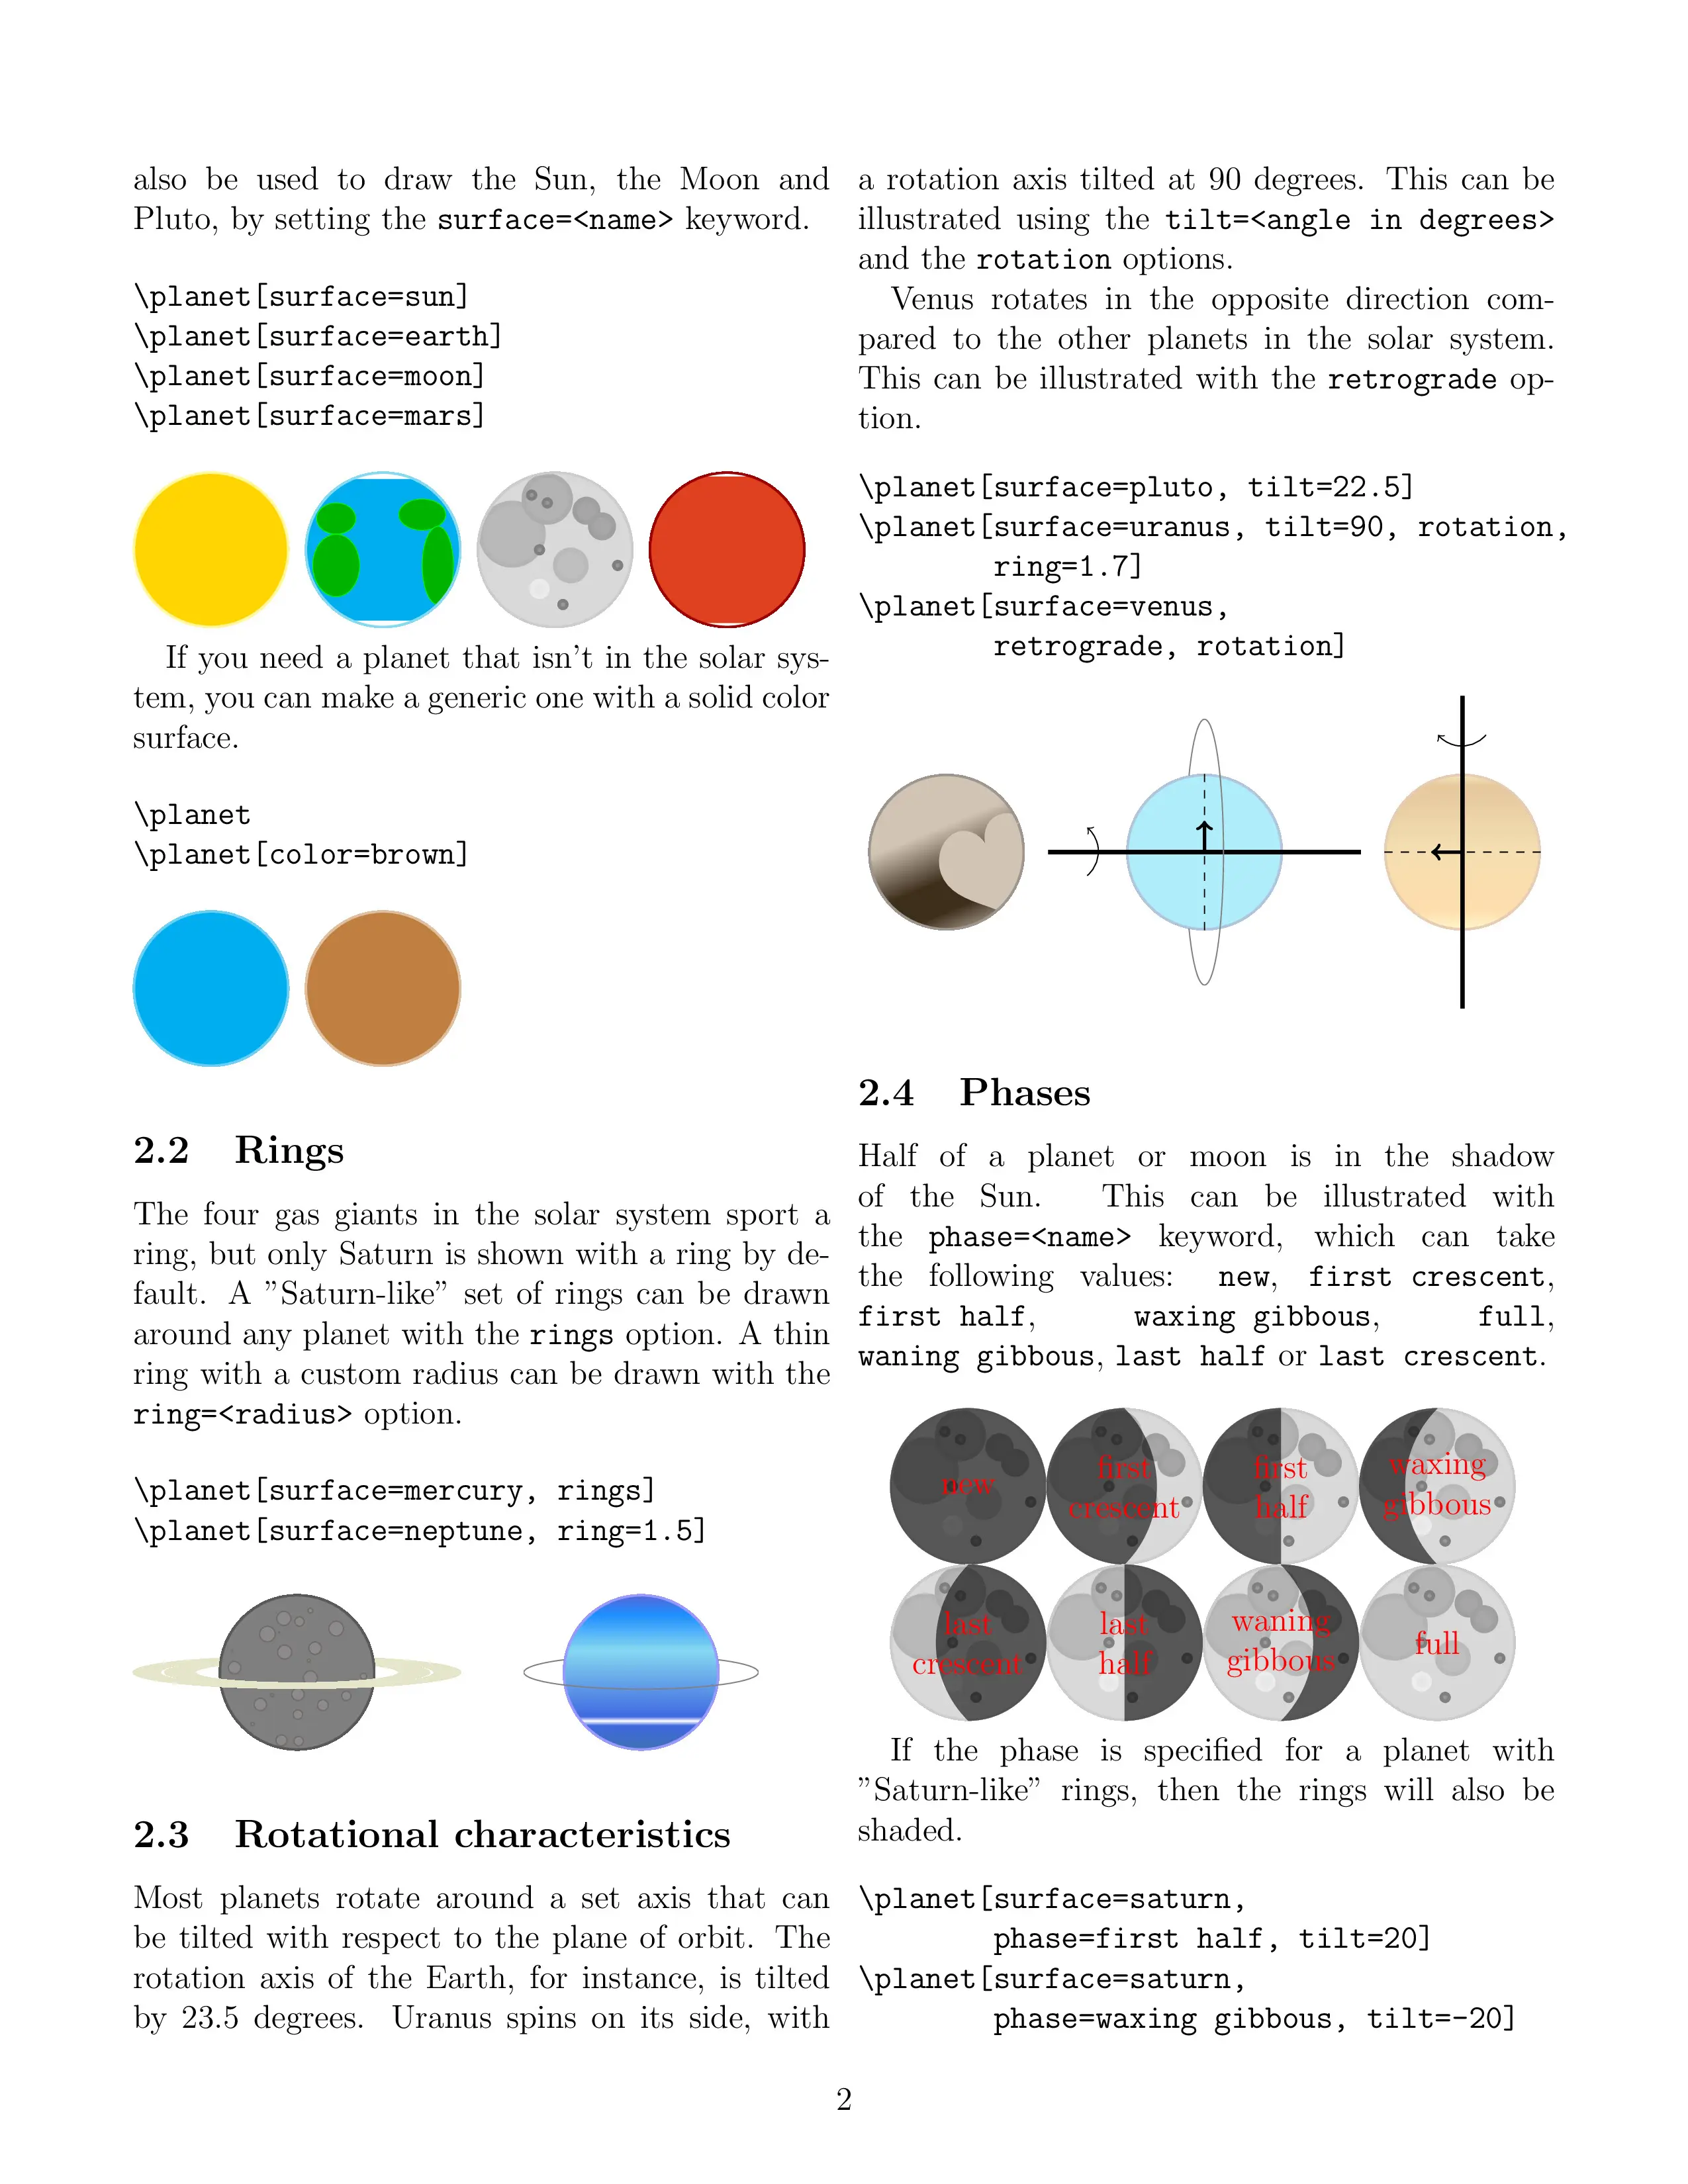 also be used to draw the Sun, the Moon and
Pluto, by setting the surface=<name> keyword.
\planet[surface=sun]
\planet[surface=earth]
\planet[surface=moon]
\planet[surface=mars]
If you need a planet that isn't in the solar sys-
tem, you can make a generic one with a solid color
surface.
\planet
\planet[color=brown]
2.2 Rings
The four gas giants in the solar system sport a
ring, but only Saturn is shown with a ring by de-
fault. A ”Saturn-like” set of rings can be drawn
around any planet with the rings option. A thin
ring with a custom radius can be drawn with the
ring=<radius> option.
\planet[surface=mercury, rings]
\planet[surface=neptune, ring=1.5]
2.3 Rotational characteristics
Most planets rotate around a set axis that can
be tilted with respect to the plane of orbit. The
rotation axis of the Earth, for instance, is tilted
by 23.5 degrees. Uranus spins on its side, with
a rotation axis tilted at 90 degrees. This can be
illustrated using the tilt=<angle in degrees>
and the rotation options.
Venus rotates in the opposite direction com-
pared to the other planets in the solar system.
This can be illustrated with the retrograde op-
tion.
\planet[surface=pluto, tilt=22.5]
\planet[surface=uranus, tilt=90, rotation,
ring=1.7]
\planet[surface=venus,
retrograde, rotation]
2.4 Phases
Half of a planet or moon is in the shadow
of the Sun. This can be illustrated with
the phase=<name> keyword, which can take
the following values: new, first crescent,
first half, waxing gibbous, full,
waning gibbous, last half or last crescent.
new
first
crescent
first
half
waxing
gibbous
last
crescent
last
half
waning
gibbous
full
If the phase is specified for a planet with
”Saturn-like” rings, then the rings will also be
shaded.
\planet[surface=saturn,
phase=first half, tilt=20]
\planet[surface=saturn,
phase=waxing gibbous, tilt=-20]
2